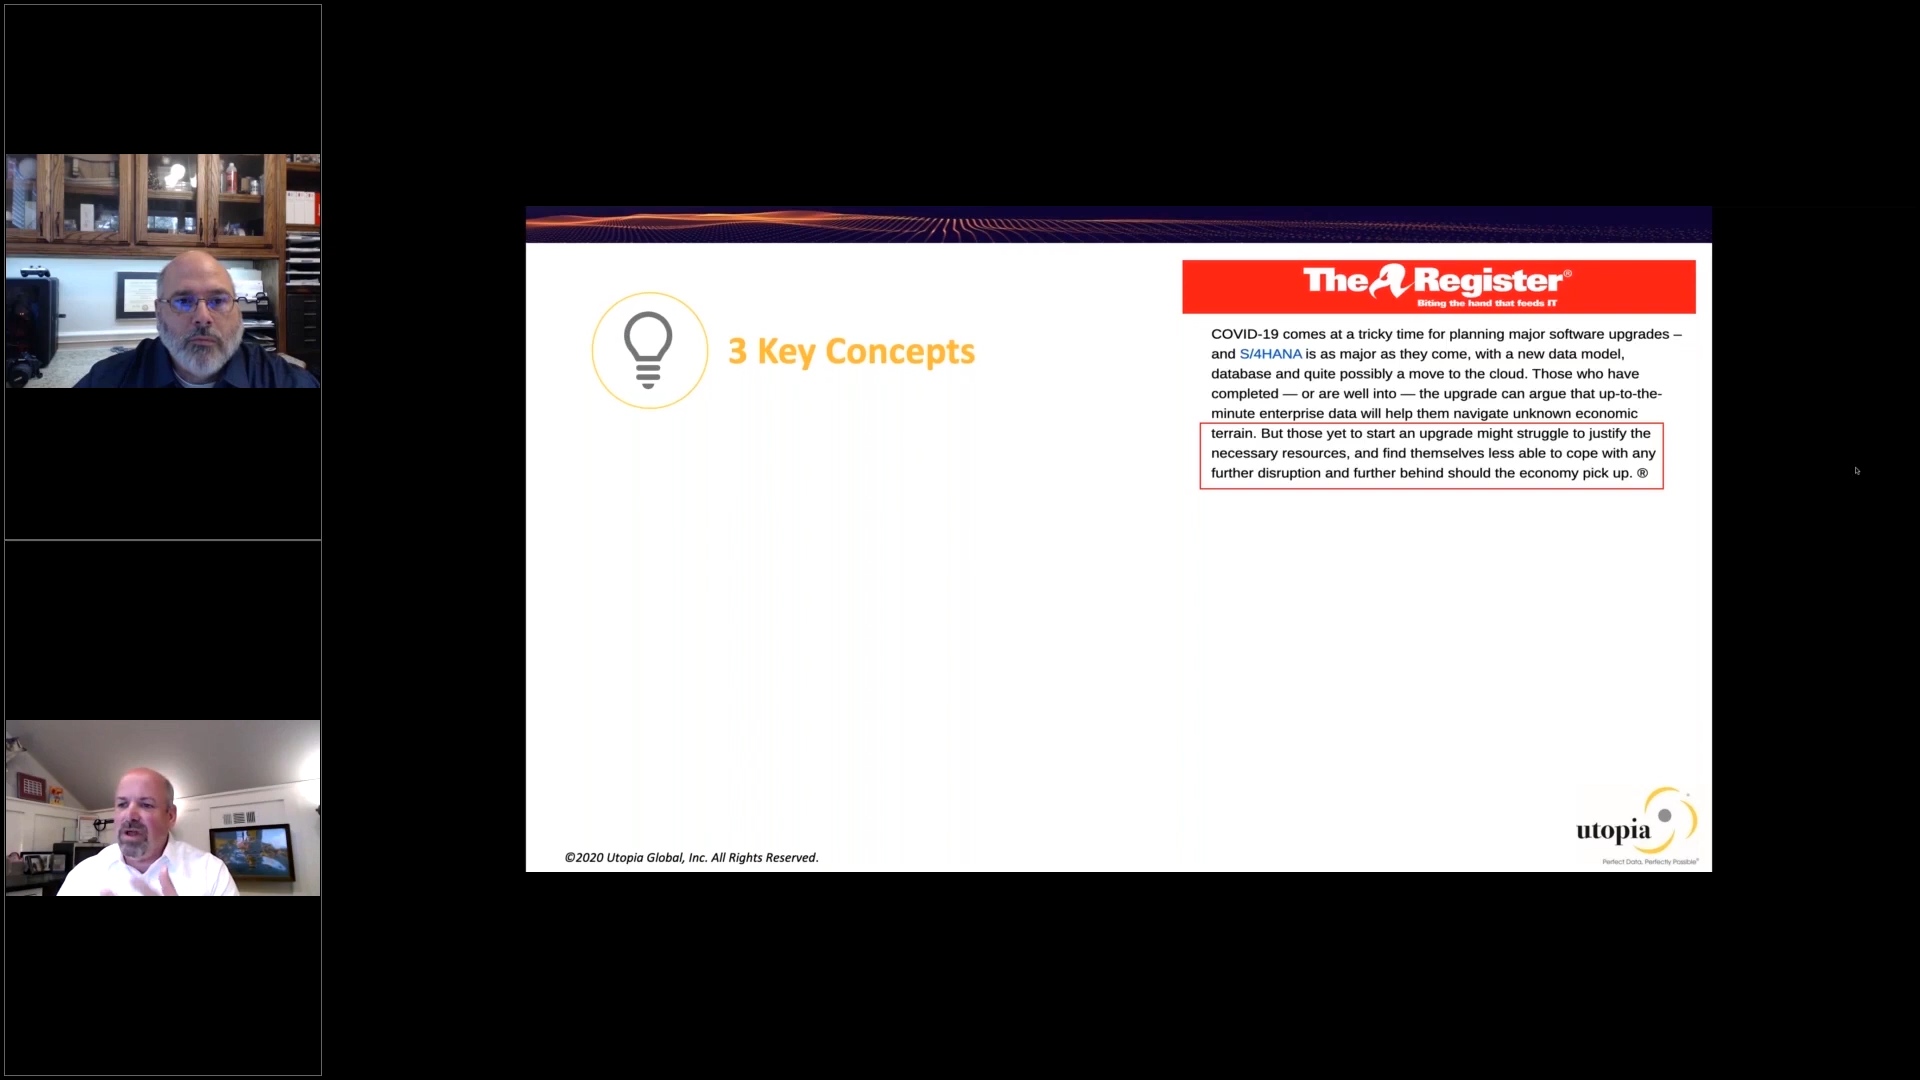 3 Key Concepts
The Register®
Biting the hand that feeds IT
COVID-19 comes at a tricky time for planning major software upgrades –
and S/4HANA is as major as they come, with a new data model,
database and quite possibly a move to the cloud. Those who have
completed — or are well into — the upgrade can argue that up-to-the-
minute enterprise data will help them navigate unknown economic
terrain. But those yet to start an upgrade might struggle to justify the
necessary resources, and find themselves less able to cope with any
further disruption and further behind should the economy pick up. ®
utopia
Perfect Data. Perfectly Possible®
©2020 Utopia Global, Inc. All Rights Reserved.